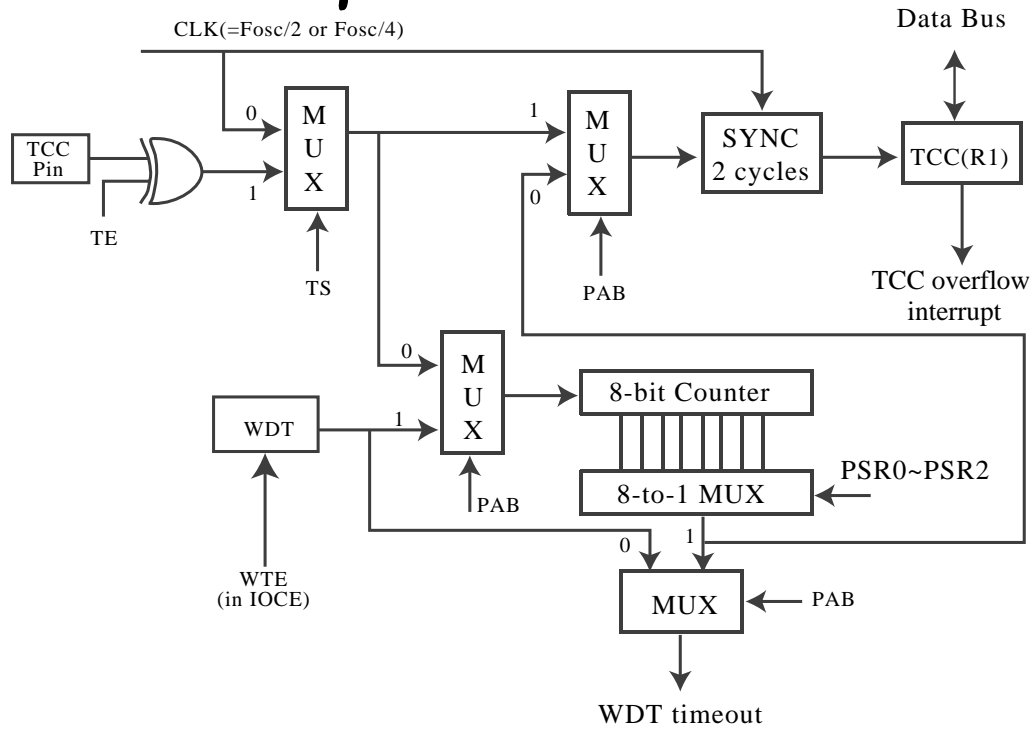 CLK(=Fosc/2 or Fosc/4)
Data Bus
TCC
Pin
TE
0
1
M
U
X
TS
1
0
M
U
X
PAB
SYNC
2 cycles
TCC(R1)
TCC overflow
interrupt
WDT
WTE
(in IOCE)
0
1
M
U
X
PAB
8-bit Counter
8-to-1 MUX
PSR0~PSR2
0
1
MUX
PAB
WDT timeout